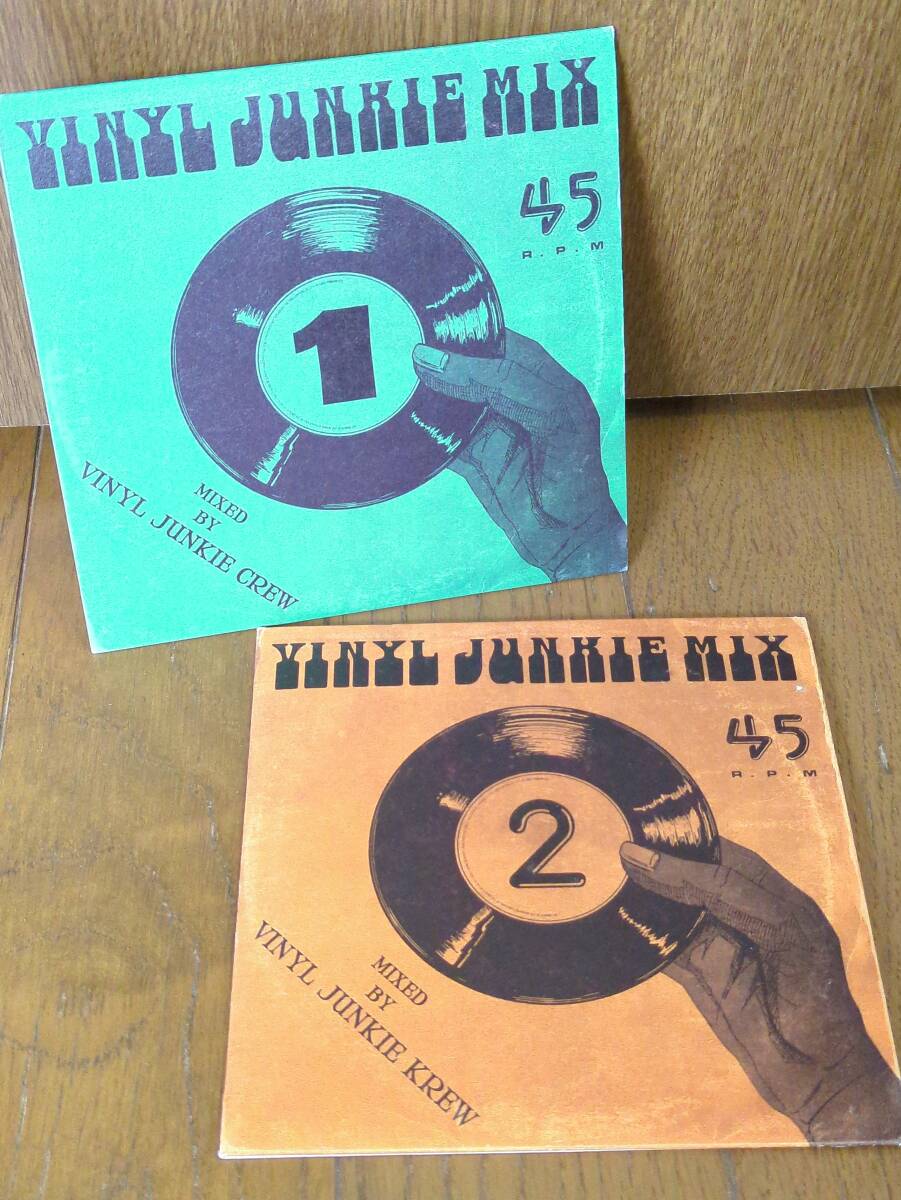 VINYL JUNKIE MIX
45
R.P.M
1
MIXED
BY
VINYL JUNKIE CREW
VINYL JUNKIE MIX
45
R.P.M
2
MIXED
BY
VINYL JUNKIE KREW